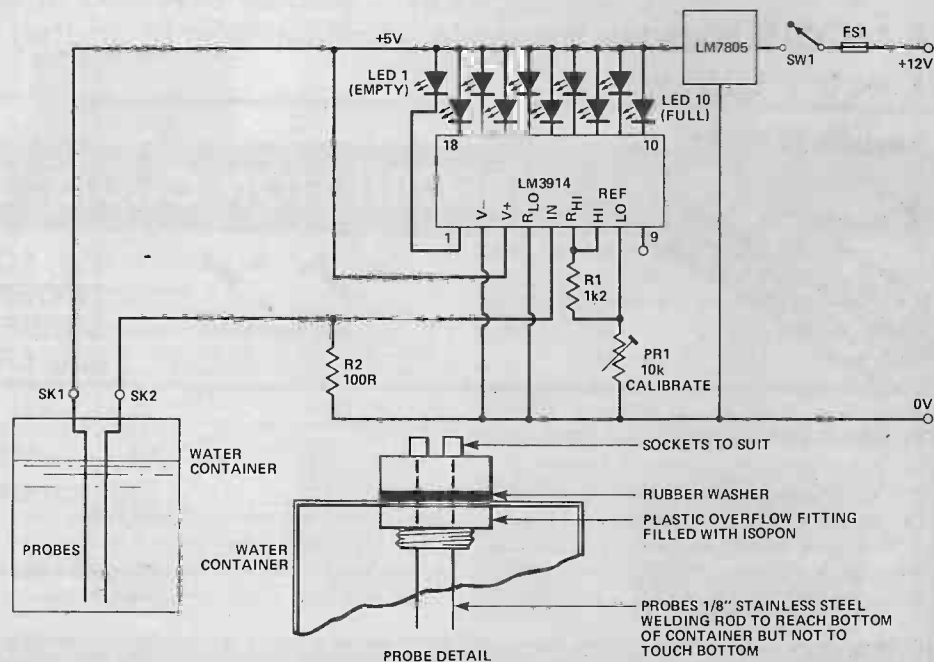 +5V
LM7805
SW1
FS1
+12V
LED 1
(EMPTY)
LED 10
(FULL)
18
10
LM3914
V−
V+
RLO
IN
RHI
HI
REF
LO
1
9
R1
1k2
R2
100R
PR1
10k
CALIBRATE
0V
SK1
SK2
WATER
CONTAINER
PROBES
SOCKETS TO SUIT
RUBBER WASHER
PLASTIC OVERFLOW FITTING
FILLED WITH ISOPON
WATER
CONTAINER
PROBES 1/8" STAINLESS STEEL
WELDING ROD TO REACH BOTTOM
OF CONTAINER BUT NOT TO
TOUCH BOTTOM
PROBE DETAIL